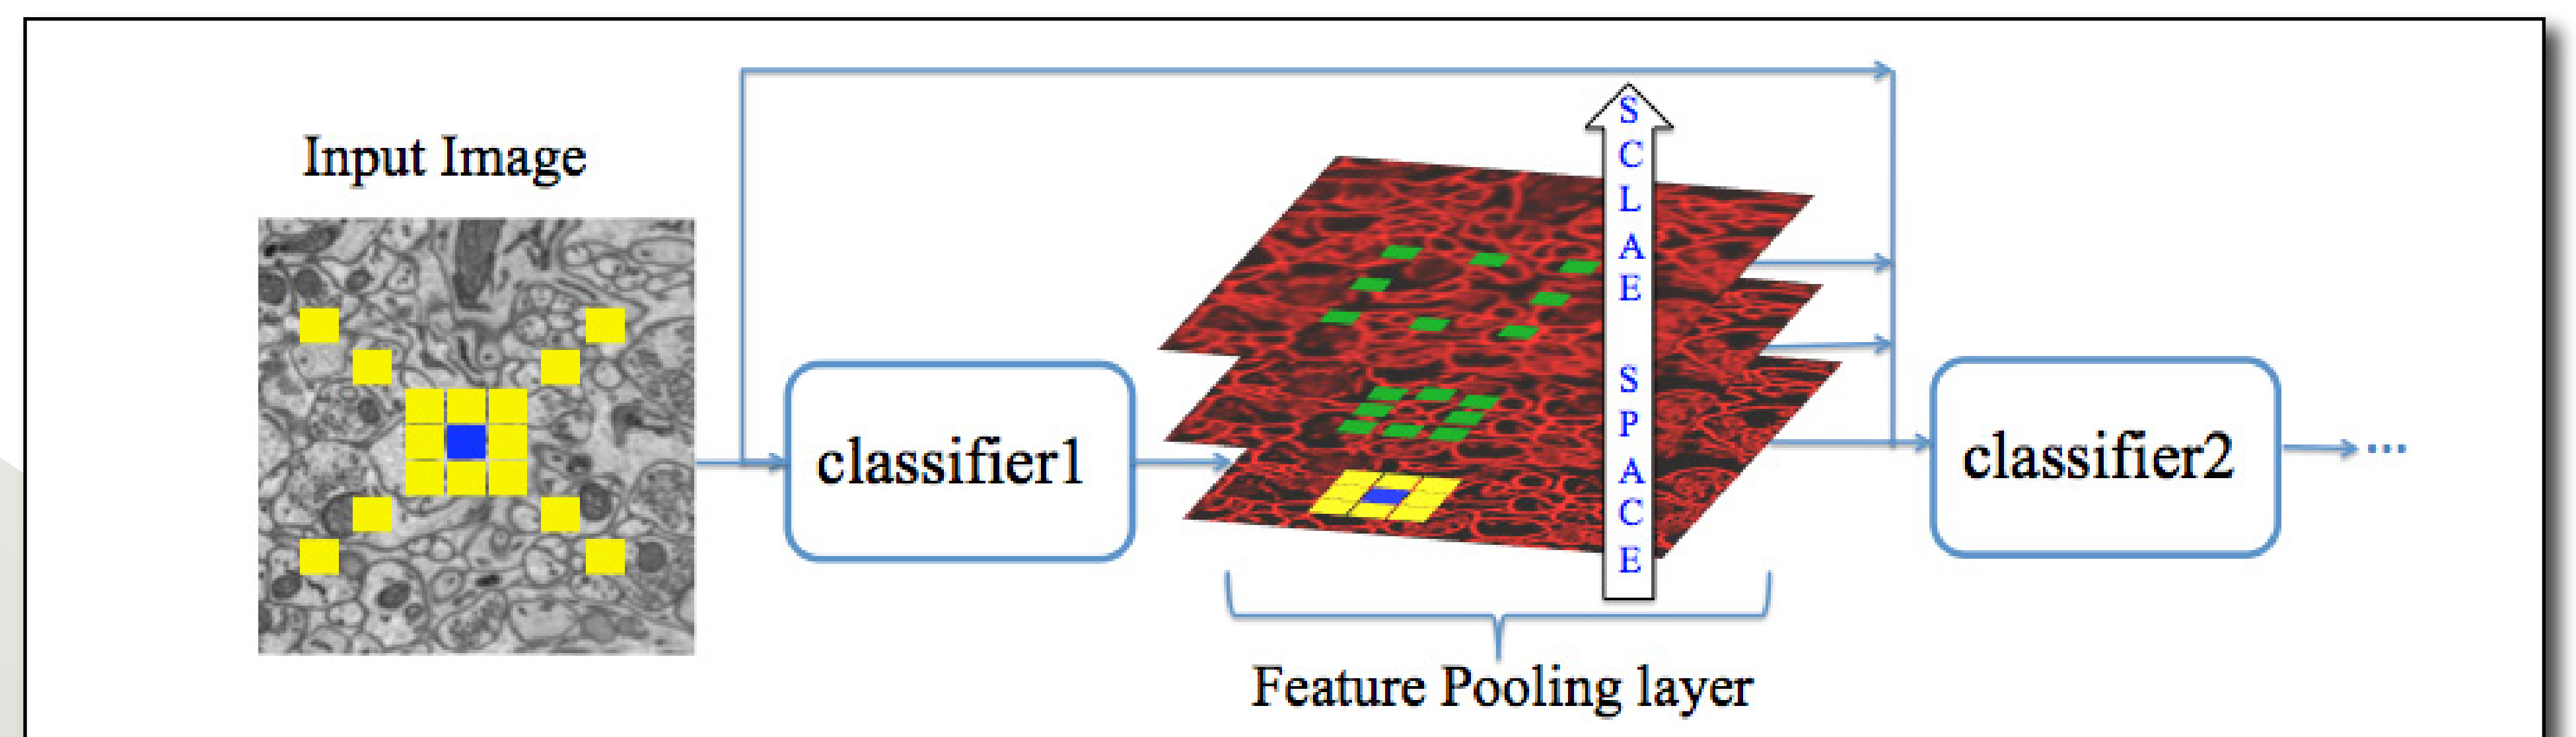 Input Image
classifier1
SCLAE SPACE
Feature Pooling layer
classifier2
...